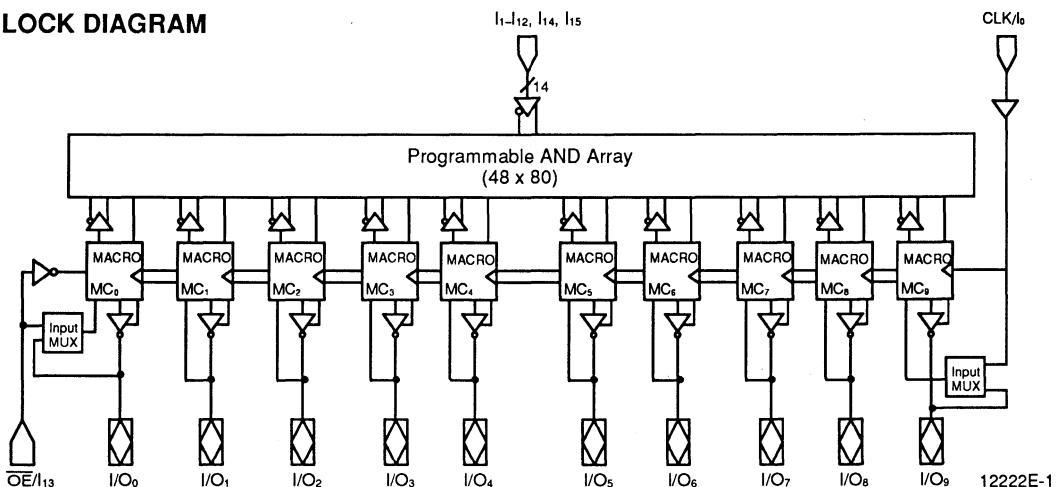 LOCK DIAGRAM
I1–I12, I14, I15
CLK/I0
14
Programmable AND Array
(48 x 80)
MACRO MACRO MACRO MACRO MACRO MACRO MACRO MACRO MACRO MACRO
MC0 MC1 MC2 MC3 MC4 MC5 MC6 MC7 MC8 MC9
Input
MUX
Input
MUX
OE/I13 I/O0 I/O1 I/O2 I/O3 I/O4 I/O5 I/O6 I/O7 I/O8 I/O9 12222E-1